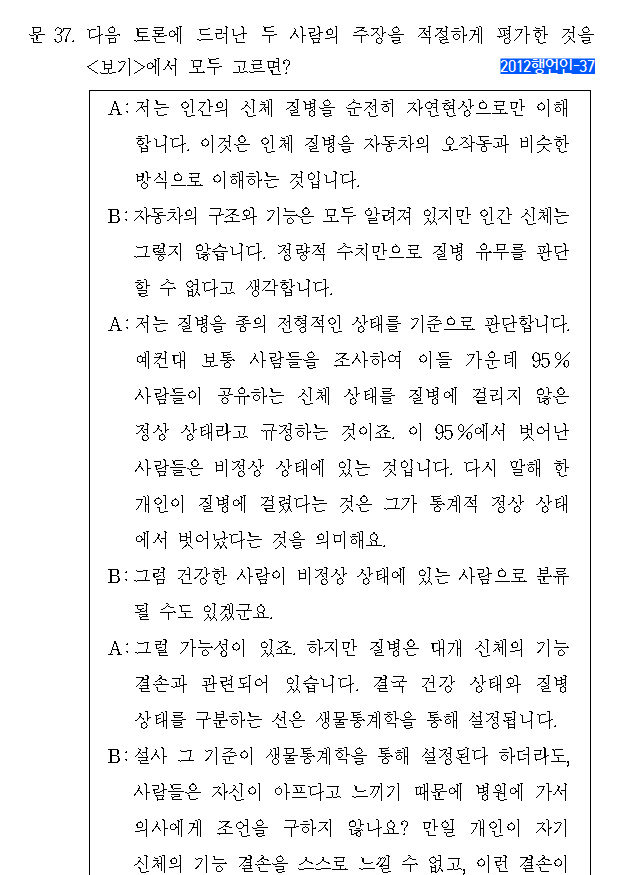 문 37. 다음 토론에 드러난 두 사람의 주장을 적절하게 평가한 것을
<보기>에서 모두 고르면?
2012행언인-37
A: 저는 인간의 신체 질병을 순전히 자연현상으로만 이해
합니다. 이것은 인체 질병을 자동차의 오작동과 비슷한
방식으로 이해하는 것입니다.
B: 자동차의 구조와 기능은 모두 알려져 있지만 인간 신체는
그렇지 않습니다. 정량적 수치만으로 질병 유무를 판단
할 수 없다고 생각합니다.
A: 저는 질병을 종의 전형적인 상태를 기준으로 판단합니다.
예컨대 보통 사람들을 조사하여 이들 가운데 95%
사람들이 공유하는 신체 상태를 질병에 걸리지 않은
정상 상태라고 규정하는 것이죠. 이 95%에서 벗어난
사람들은 비정상 상태에 있는 것입니다. 다시 말해 한
개인이 질병에 걸렸다는 것은 그가 통계적 정상 상태
에서 벗어났다는 것을 의미해요.
B: 그럼 건강한 사람이 비정상 상태에 있는 사람으로 분류
될 수도 있겠군요.
A: 그럴 가능성이 있죠. 하지만 질병은 대개 신체의 기능
결손과 관련되어 있습니다. 결국 건강 상태와 질병
상태를 구분하는 선은 생물통계학을 통해 설정됩니다.
B: 설사 그 기준이 생물통계학을 통해 설정된다 하더라도,
사람들은 자신이 아프다고 느끼기 때문에 병원에 가서
의사에게 조언을 구하지 않나요? 만일 개인이 자기
신체의 기능 결손을 스스로 느낄 수 없고, 이런 결손이